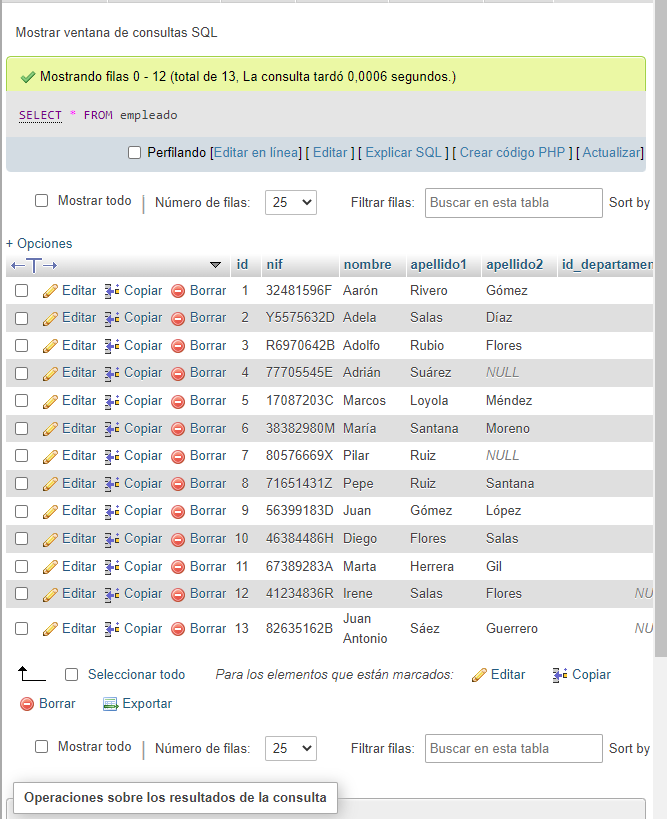 Mostrar ventana de consultas SQL
Mostrando filas 0 - 12 (total de 13, La consulta tardó 0,0006 segundos.)
SELECT * FROM empleado
Perfilando [Editar en línea] [ Editar ] [ Explicar SQL ] [ Crear código PHP ] [ Actualizar]
Mostrar todo | Número de filas: 25 Filtrar filas: Buscar en esta tabla Sort by
+ Opciones
←T→ id nif nombre apellido1 apellido2 id_departamen
Editar Copiar Borrar 1 32481596F Aarón Rivero Gómez
Editar Copiar Borrar 2 Y5575632D Adela Salas Díaz
Editar Copiar Borrar 3 R6970642B Adolfo Rubio Flores
Editar Copiar Borrar 4 77705545E Adrián Suárez NULL
Editar Copiar Borrar 5 17087203C Marcos Loyola Méndez
Editar Copiar Borrar 6 38382980M María Santana Moreno
Editar Copiar Borrar 7 80576669X Pilar Ruiz NULL
Editar Copiar Borrar 8 71651431Z Pepe Ruiz Santana
Editar Copiar Borrar 9 56399183D Juan Gómez López
Editar Copiar Borrar 10 46384486H Diego Flores Salas
Editar Copiar Borrar 11 67389283A Marta Herrera Gil
Editar Copiar Borrar 12 41234836R Irene Salas Flores NU
Editar Copiar Borrar 13 82635162B Juan Antonio Sáez Guerrero NU
Seleccionar todo Para los elementos que están marcados: Editar Copiar
Borrar Exportar
Mostrar todo | Número de filas: 25 Filtrar filas: Buscar en esta tabla Sort by
Operaciones sobre los resultados de la consulta